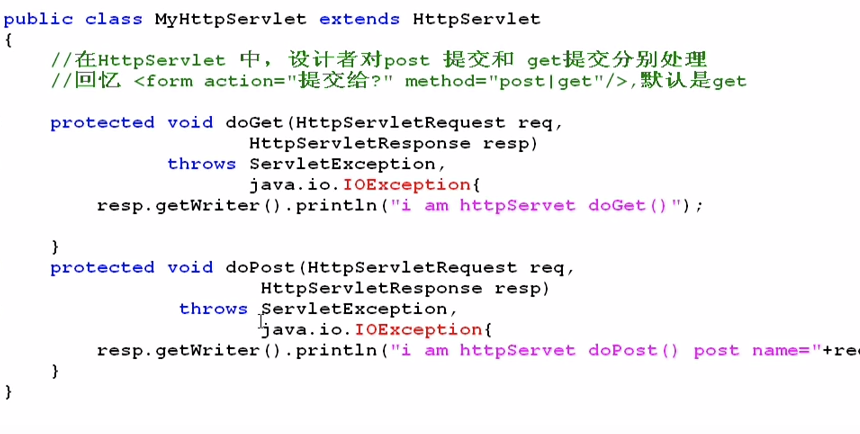 public class MyHttpServlet extends HttpServlet
{
//在HttpServlet 中，设计者对post 提交和 get提交分别处理
//回忆 <form action="提交给?" method="post|get"/>,默认是get
protected void doGet(HttpServletRequest req,
HttpServletResponse resp)
throws ServletException,
java.io.IOException{
resp.getWriter().println("i am httpServet doGet()");
}
protected void doPost(HttpServletRequest req,
HttpServletResponse resp)
throws ServletException,
java.io.IOException{
resp.getWriter().println("i am httpServet doPost() post name="+re
}
}